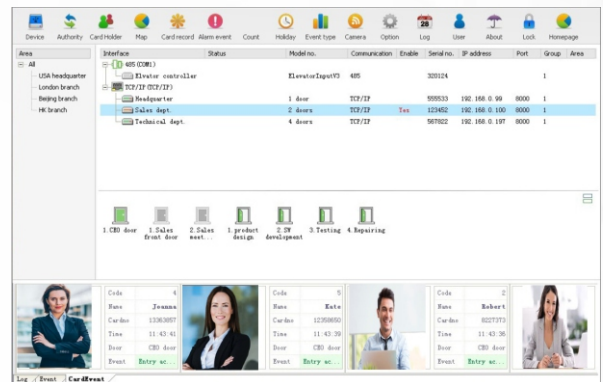 Device Authority Card Holder Map Card record Alarm event Count Holiday Event type Camera Option Log User About Lock Homepage
Area
All
USA headquarter
London branch
Beijing branch
HK branch
Interface Status Model no. Communication Enable Serial no. IP address Port Group Area
485(COM1)
Elvator controller ElevatorInputV3 485 320124 1
TCP/IP(TCP/IP)
Headquarter 1 door TCP/IP 555533 192.168.0.99 8000 1
Sales dept. 2 doors TCP/IP Yes 123452 192.168.0.100 8000 1
Technical dept. 4 doors TCP/IP 567822 192.168.0.197 8000 1
1.CEO door
1.Sales front door
2.Sales meet...
1.product design
2.SW development
3.Testing
4.Repairing
Code 4
Name Joanna
Cardno 13363857
Time 11:43:41
Door CEO door
Event Entry ac...
Code 5
Name Kate
Cardno 12358650
Time 11:43:39
Door CEO door
Event Entry ac...
Code 2
Name Robert
Cardno 8227373
Time 11:43:36
Door CEO door
Event Entry ac...
Log Event CardEvent